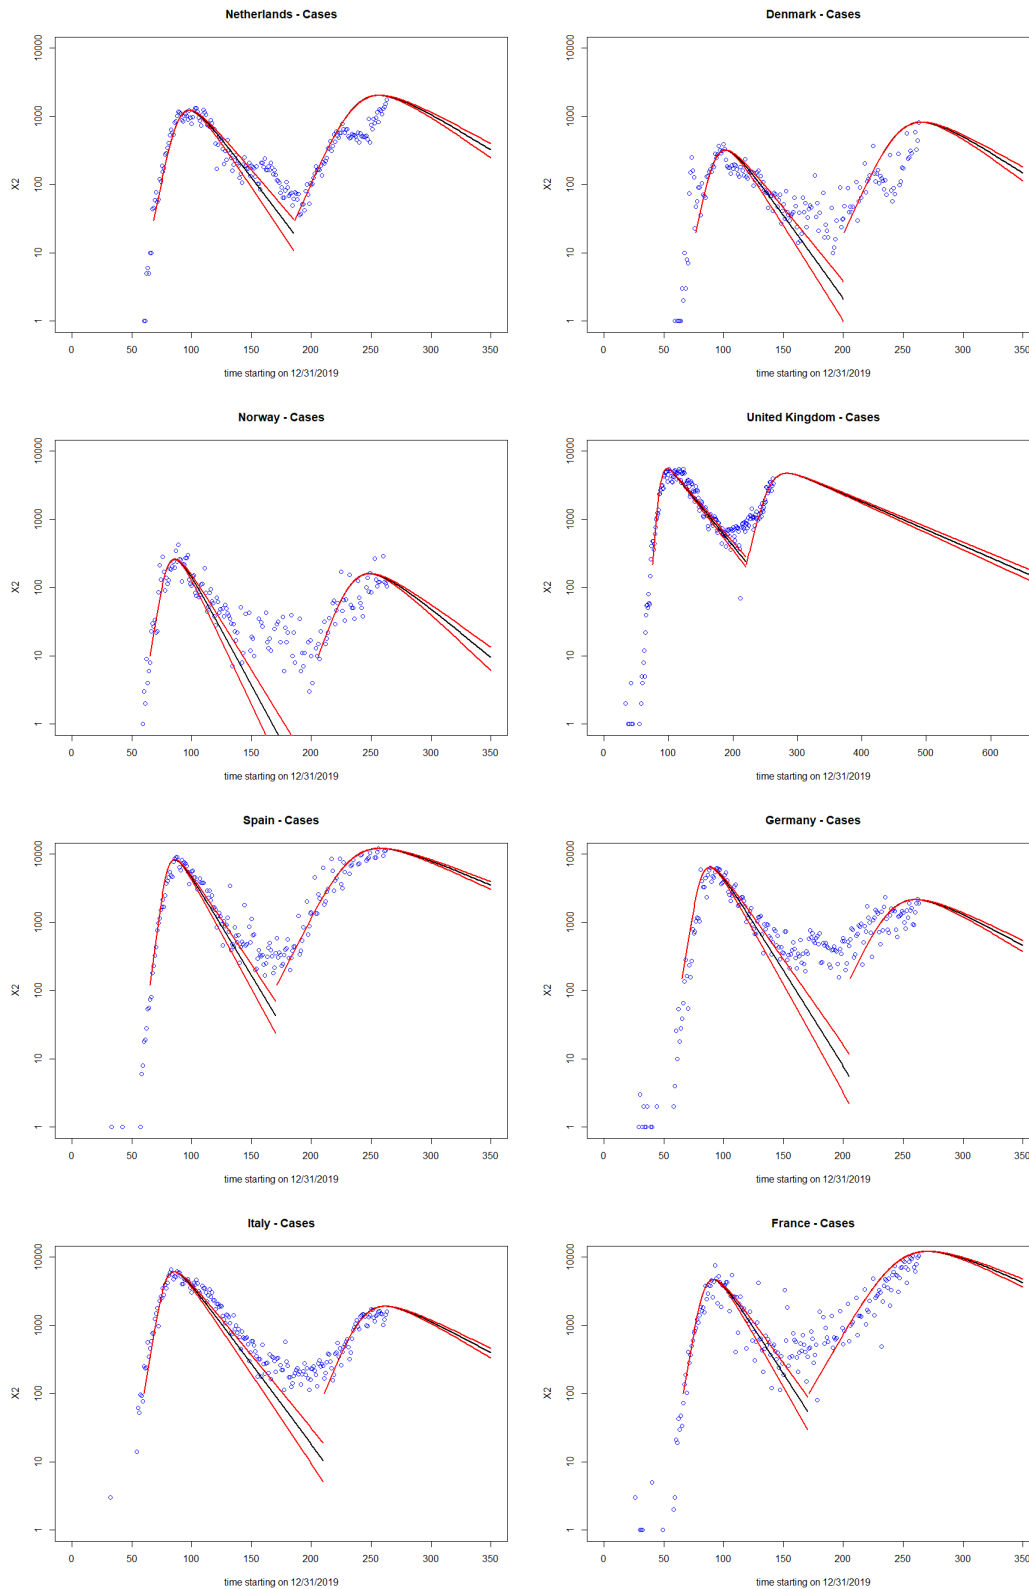 Netherlands - Cases
10000
1000
100
10
1
X2
0 50 100 150 200 250 300 350
time starting on 12/31/2019
Denmark - Cases
10000
1000
100
10
1
X2
0 50 100 150 200 250 300 350
time starting on 12/31/2019
Norway - Cases
10000
1000
100
10
1
X2
0 50 100 150 200 250 300 350
time starting on 12/31/2019
United Kingdom - Cases
10000
1000
100
10
1
X2
0 100 200 300 400 500 600
time starting on 12/31/2019
Spain - Cases
10000
1000
100
10
1
X2
0 50 100 150 200 250 300 350
time starting on 12/31/2019
Germany - Cases
10000
1000
100
10
1
X2
0 50 100 150 200 250 300 350
time starting on 12/31/2019
Italy - Cases
10000
1000
100
10
1
X2
0 50 100 150 200 250 300 350
time starting on 12/31/2019
France - Cases
10000
1000
100
10
1
X2
0 50 100 150 200 250 300 350
time starting on 12/31/2019